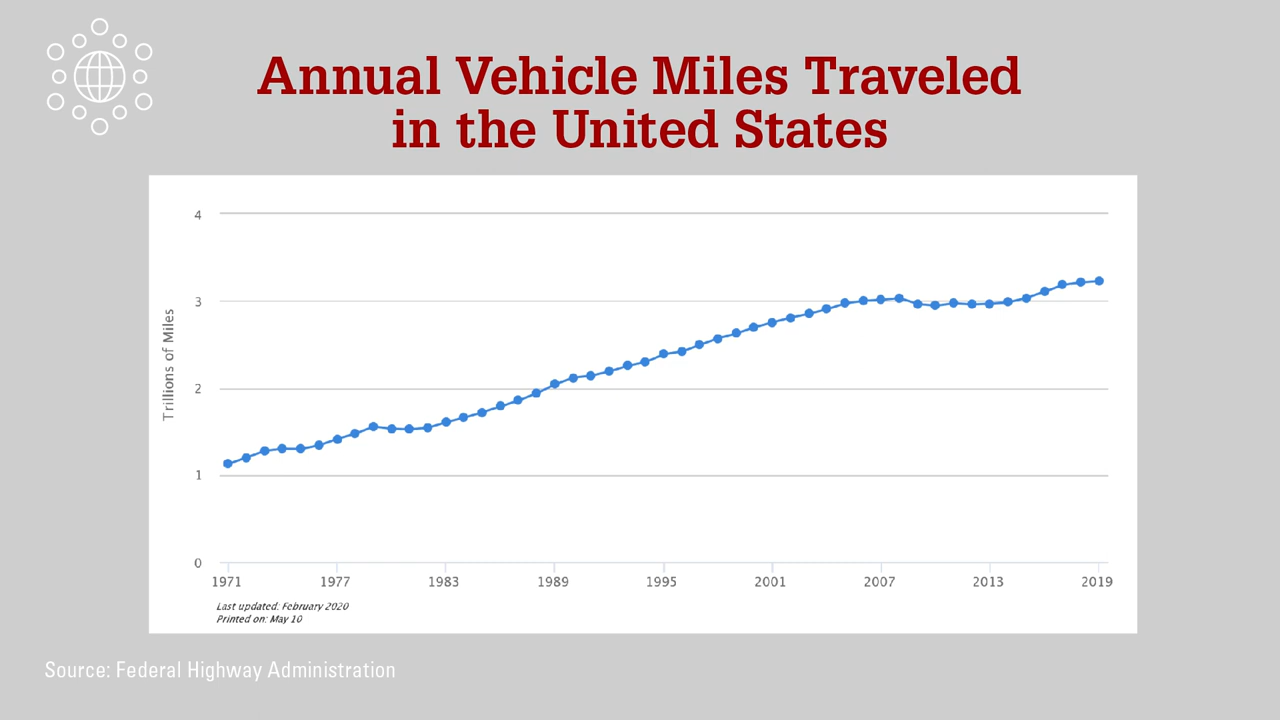 Annual Vehicle Miles Traveled
in the United States
4
3
2
1
0
Trillions of Miles
1971 1977 1983 1989 1995 2001 2007 2013 2019
Last updated: February 2020
Printed on: May 10
Source: Federal Highway Administration